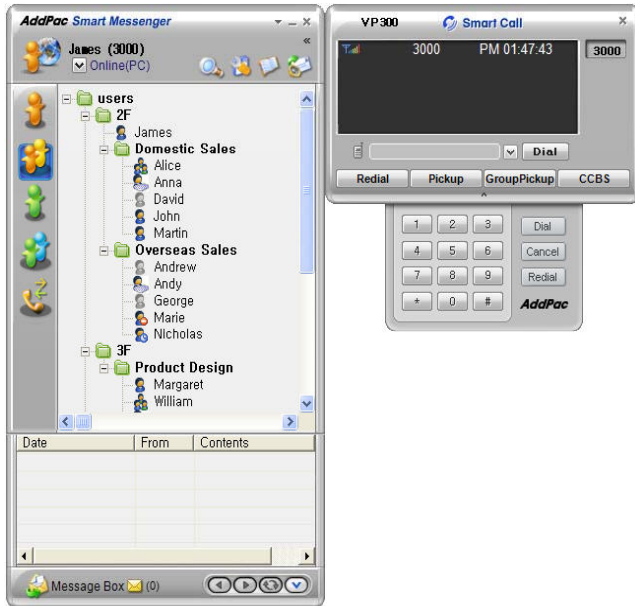 AddPac Smart Messenger
James (3000)
Online(PC)
users
2F
James
Domestic Sales
Alice
Anna
David
John
Martin
Overseas Sales
Andrew
Andy
George
Marie
Nicholas
3F
Product Design
Margaret
William
Date From Contents
Message Box (0)
VP300 Smart Call
3000 PM 01:47:43 3000
Dial
Redial Pickup GroupPickup CCBS
1 2 3 Dial
4 5 6 Cancel
7 8 9 Redial
* 0 # AddPac